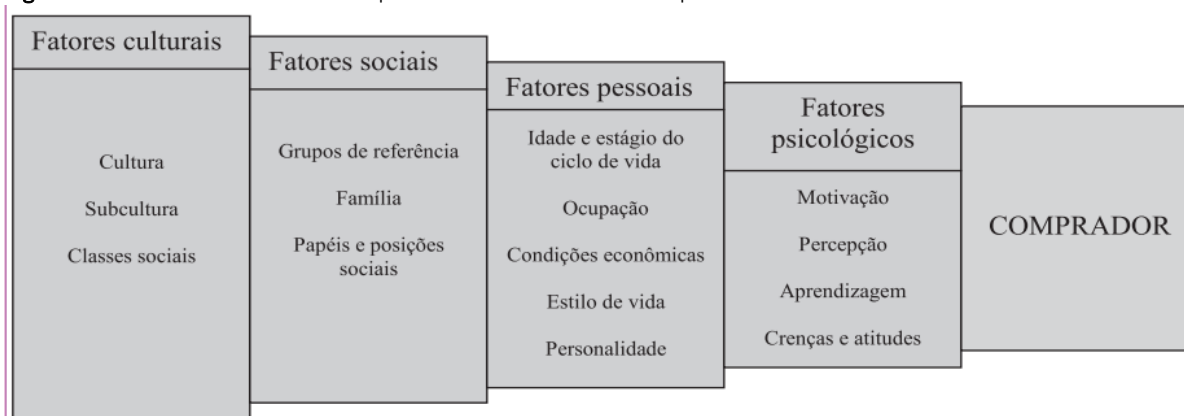 Fatores culturais
Cultura
Subcultura
Classes sociais
Fatores sociais
Grupos de referência
Família
Papéis e posições
sociais
Fatores pessoais
Idade e estágio do
ciclo de vida
Ocupação
Condições econômicas
Estilo de vida
Personalidade
Fatores
psicológicos
Motivação
Percepção
Aprendizagem
Crenças e atitudes
COMPRADOR